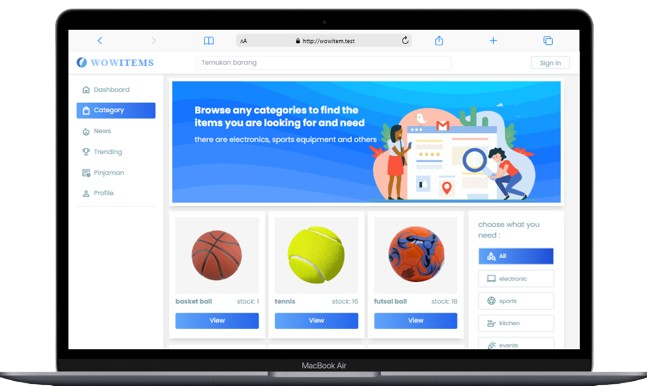 AA
http://wowitem.test
WOWITEMS
Temukan barang
Sign in
Dashboard
Category
News
Trending
Pinjaman
Profile
Browse any categories to find the
items you are looking for and need
there are electronics, sports equipment and others
basket ball
stock: 1
View
tennis
stock: 16
View
futsal ball
stock: 18
View
choose what you
need :
All
electronic
sports
kitchen
events
MacBook Air